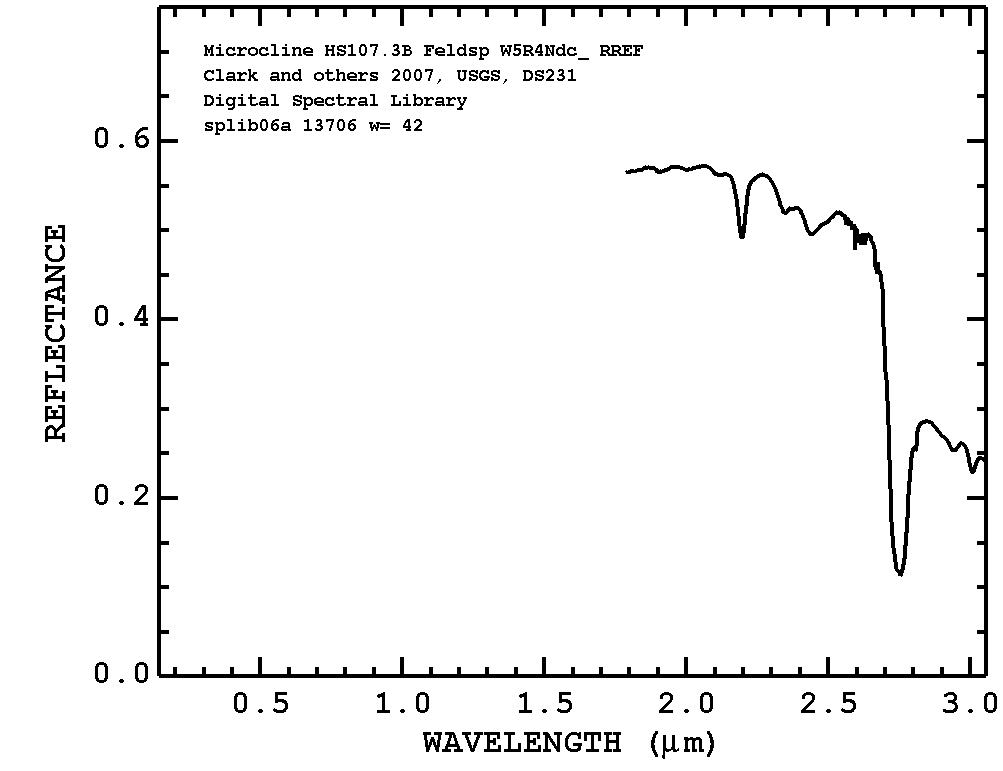 Microcline HS107.3B Feldsp W5R4Ndc_ RREF
Clark and others 2007, USGS, DS231
Digital Spectral Library
splib06a 13706 w= 42
0.6
0.4
0.2
0.0
REFLECTANCE
0.5 1.0 1.5 2.0 2.5 3.0
WAVELENGTH (μm)